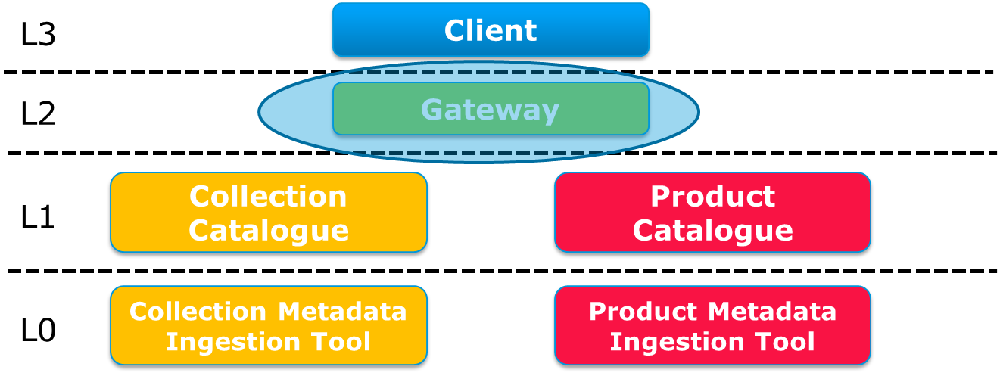 L3
Client
L2
Gateway
L1
Collection
Catalogue
Product
Catalogue
L0
Collection Metadata
Ingestion Tool
Product Metadata
Ingestion Tool